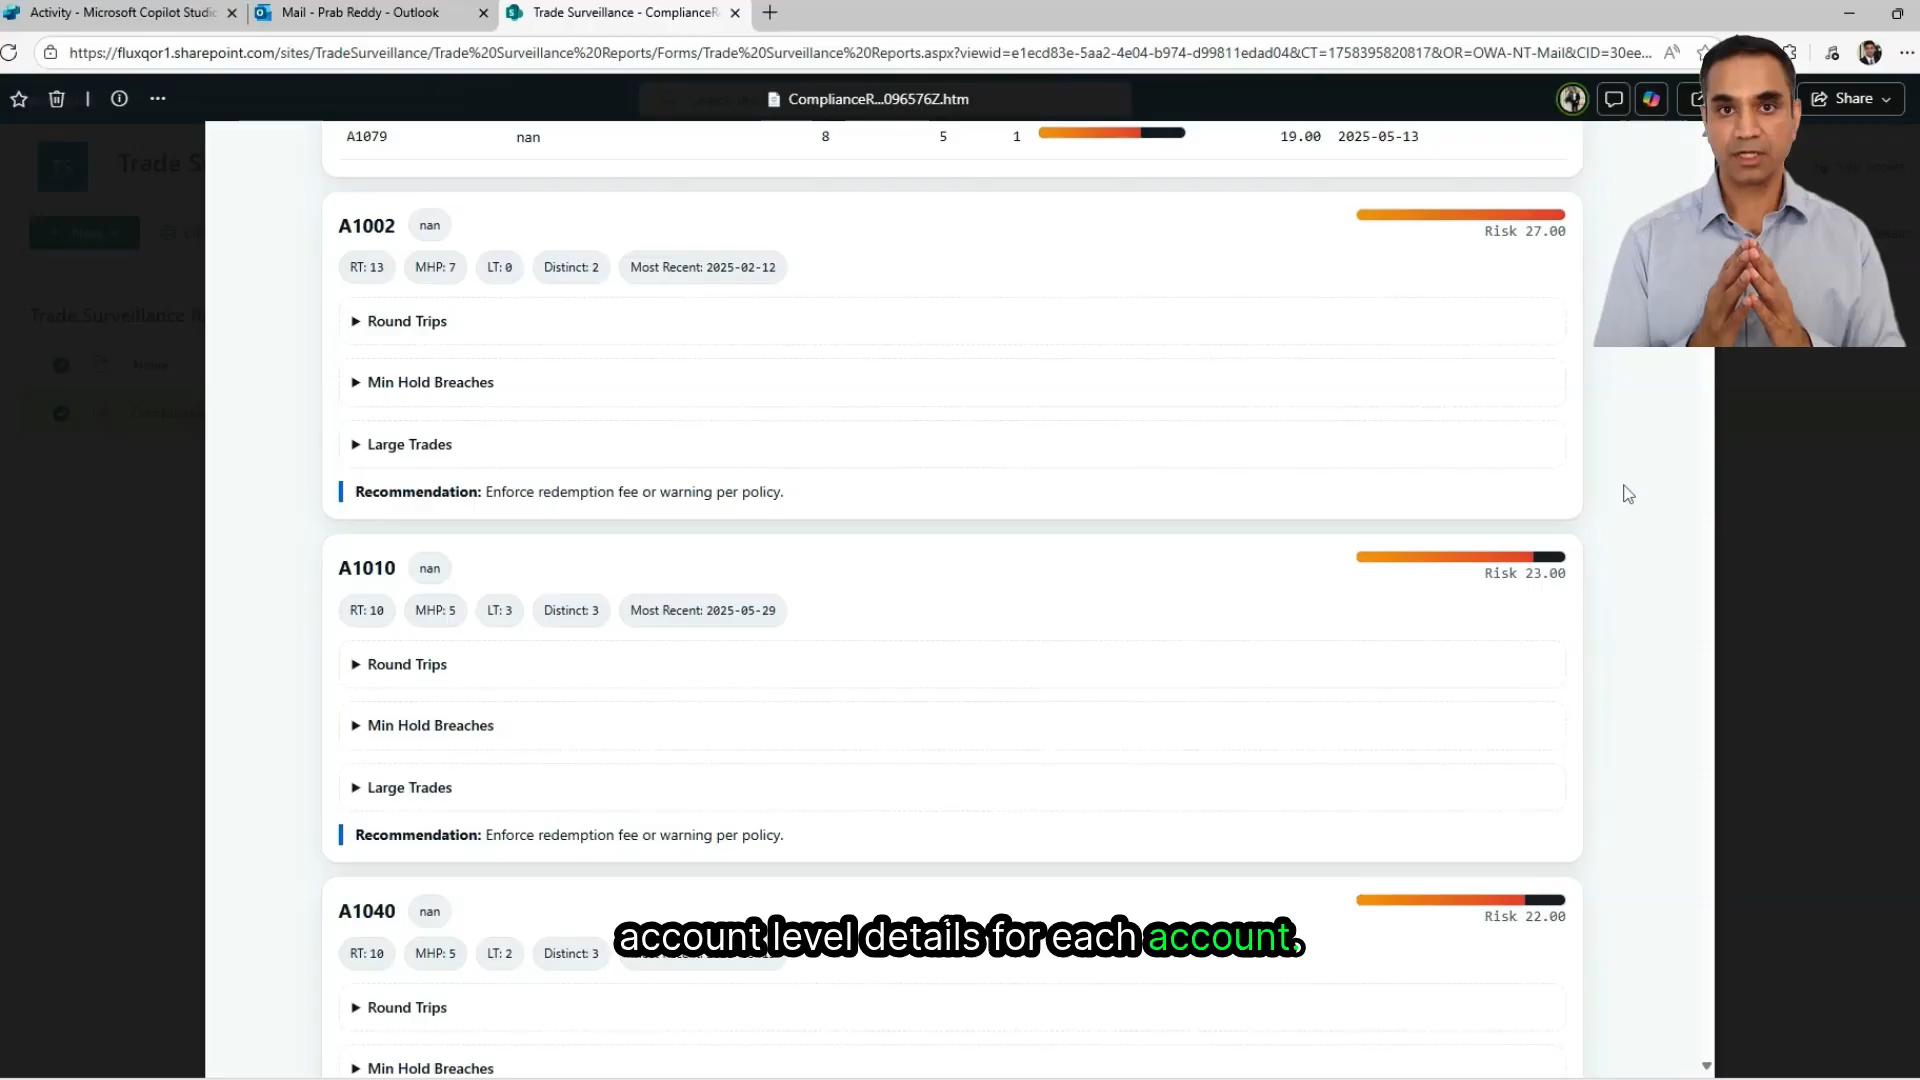 Activity - Microsoft Copilot Studio
Mail - Prab Reddy - Outlook
Trade Surveillance - ComplianceR
https://fluxqor1.sharepoint.com/sites/TradeSurveillance/Trade%20Surveillance%20Reports/Forms/Trade%20Surveillance%20Reports.aspx?viewid=e1ecd83e-5aa2-4e04-b974-d99811edad04&CT=1758395820817&OR=OWA-NT-Mail&CID=30ee...
ComplianceR...096576Z.htm
Share
A1079 nan 8 5 1 19.00 2025-05-13
A1002 nan
Risk 27.00
RT: 13 MHP: 7 LT: 0 Distinct: 2 Most Recent: 2025-02-12
Round Trips
Min Hold Breaches
Large Trades
Recommendation: Enforce redemption fee or warning per policy.
A1010 nan
Risk 23.00
RT: 10 MHP: 5 LT: 3 Distinct: 3 Most Recent: 2025-05-29
Round Trips
Min Hold Breaches
Large Trades
Recommendation: Enforce redemption fee or warning per policy.
A1040 nan
Risk 22.00
account level details for each account.
RT: 10 MHP: 5 LT: 2 Distinct: 3
Round Trips
Min Hold Breaches